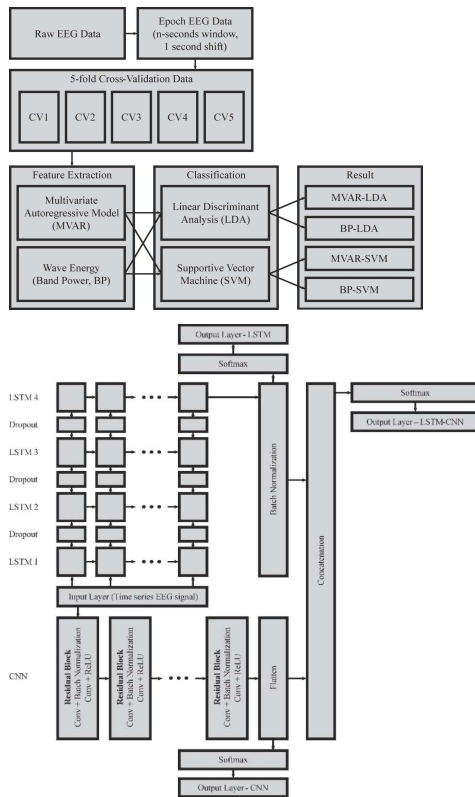 Raw EEG Data
Epoch EEG Data
(n-seconds window,
1 second shift)
5-fold Cross-Validation Data
CV1
CV2
CV3
CV4
CV5
Feature Extraction
Multivariate
Autoregressive Model
(MVAR)
Wave Energy
(Band Power, BP)
Classification
Linear Discriminant
Analysis (LDA)
Supportive Vector
Machine (SVM)
Result
MVAR-LDA
BP-LDA
MVAR-SVM
BP-SVM
Output Layer - LSTM
Softmax
LSTM 4
Dropout
LSTM 3
Dropout
LSTM 2
Dropout
LSTM 1
Batch Normalization
Concatenation
Softmax
Output Layer – LSTM-CNN
Input Layer (Time series EEG signal)
CNN
Residual Block
Conv + Batch Normalization
Conv + ReLU
Residual Block
Conv + Batch Normalization
Conv + ReLU
Residual Block
Conv + Batch Normalization
Conv + ReLU
Flatten
Softmax
Output Layer - CNN